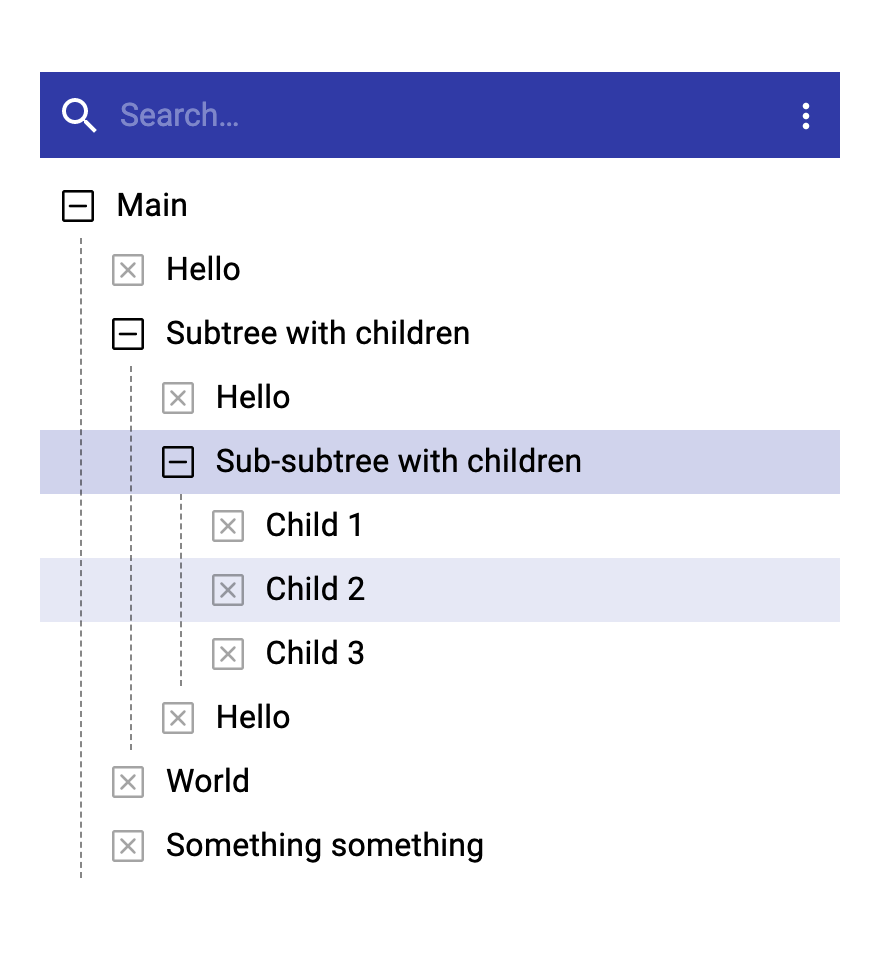 Search…
Main
Hello
Subtree with children
Hello
Sub-subtree with children
Child 1
Child 2
Child 3
Hello
World
Something something